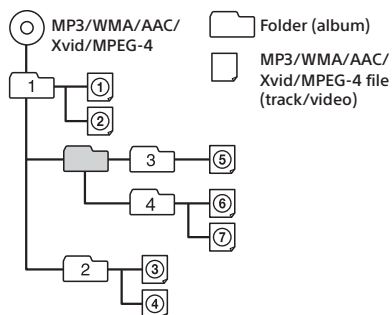 MP3/WMA/AAC/
Xvid/MPEG-4
Folder (album)
MP3/WMA/AAC/
Xvid/MPEG-4 file
(track/video)
1
①
②
3
⑤
4
⑥
⑦
2
③
④